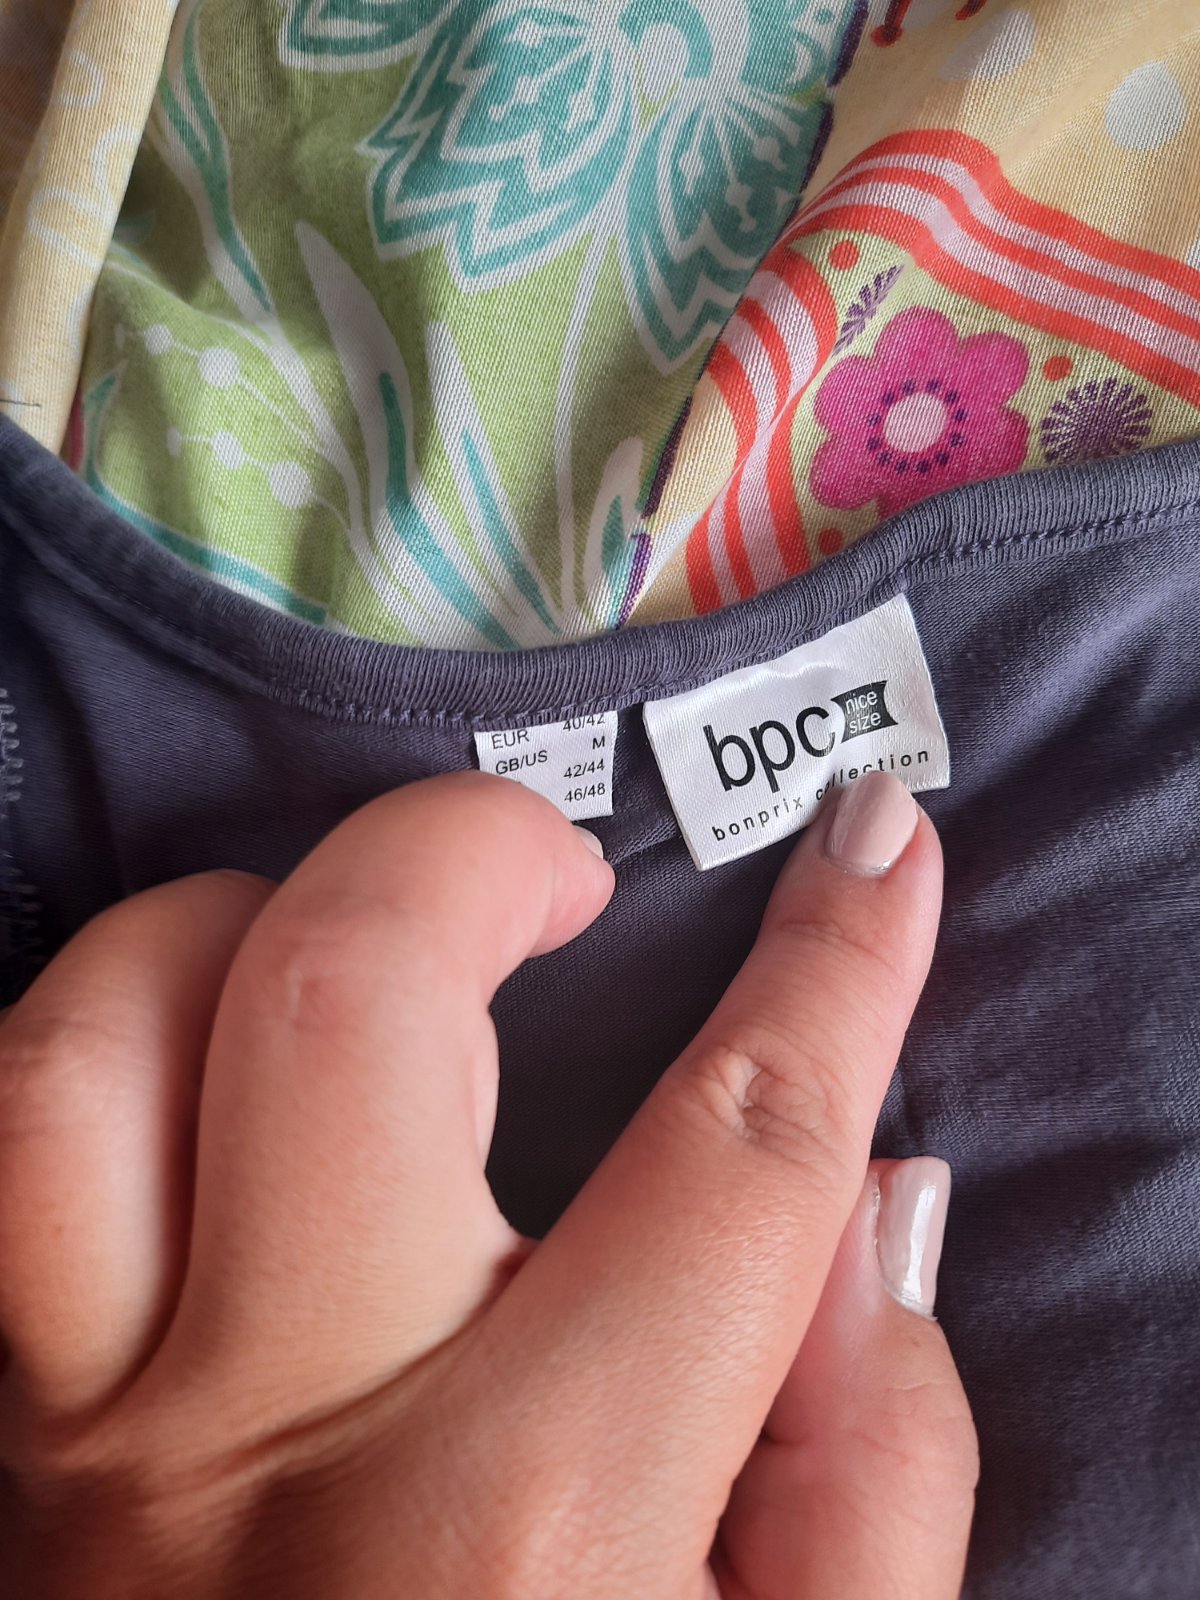 EUR 40/42
GB/US M
42/44
46/48
bpc nice
size
bonprix collection